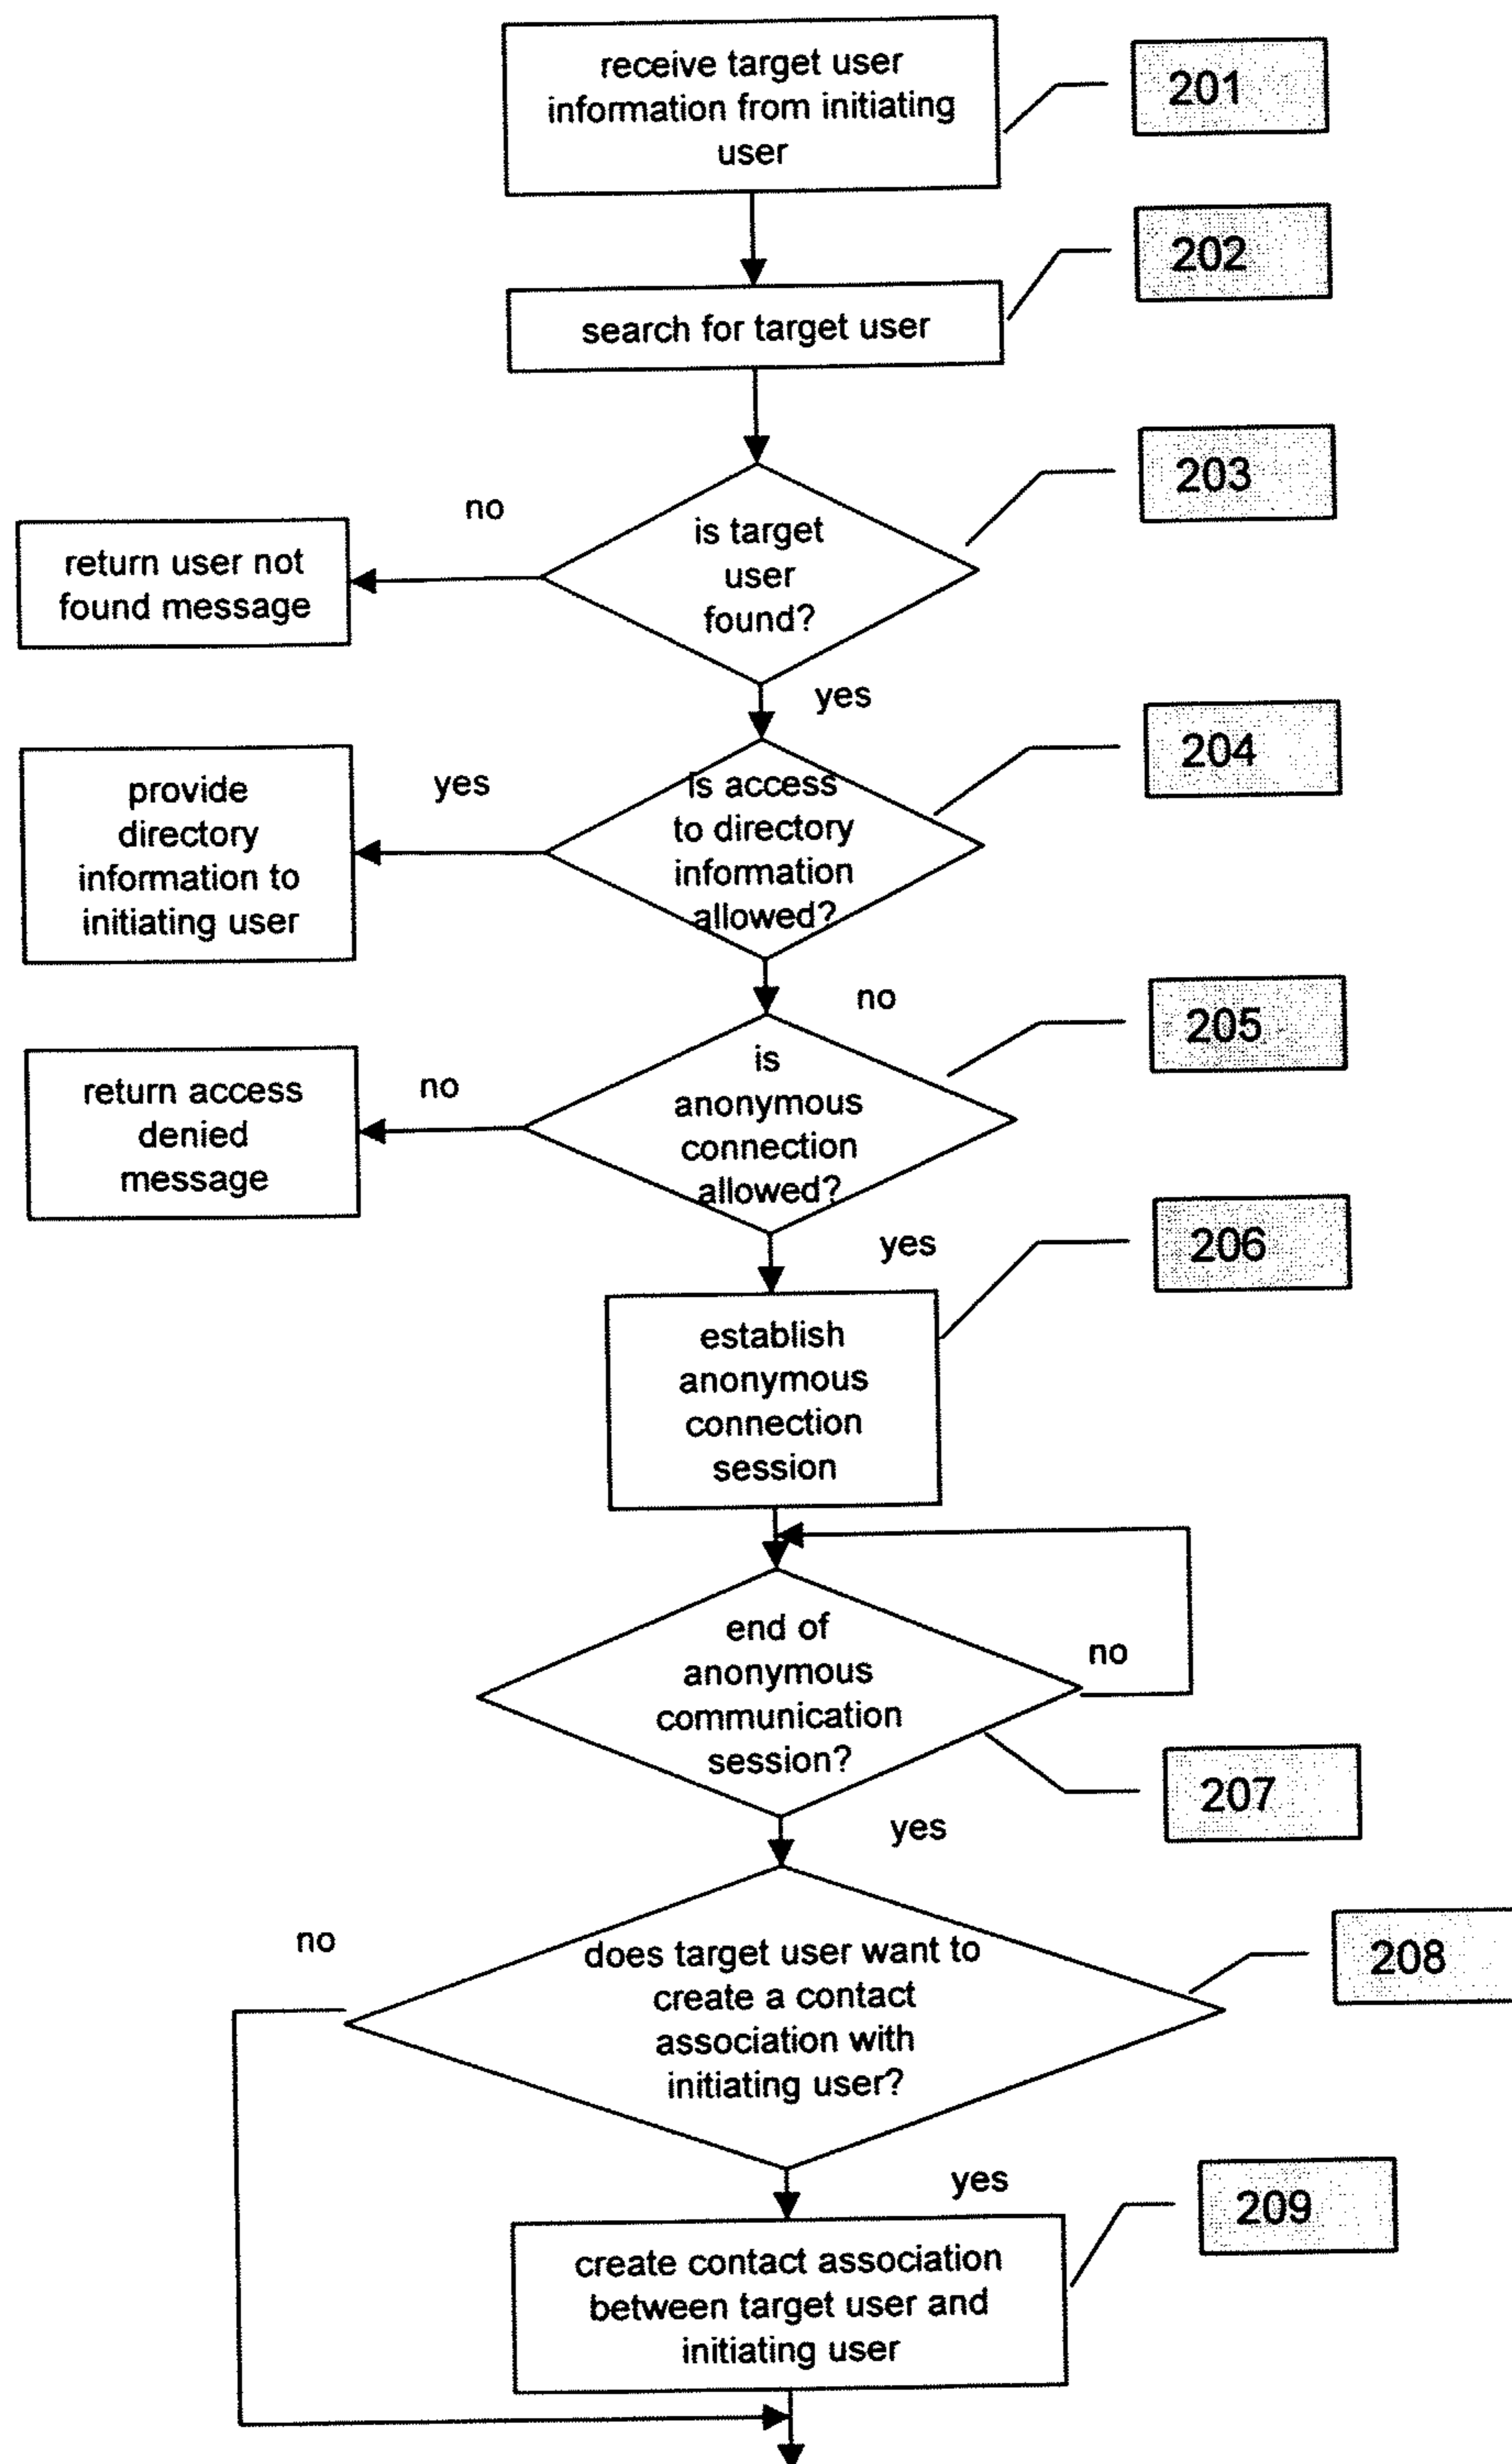 receive target user
information from initiating
user
201
202
search for target user
203
no
is target
user
found?
return user not
found message
yes
204
yes
is access
to directory
information
allowed?
provide
directory
information to
initiating user
no
205
is
anonymous
connection
allowed?
no
return access
denied
message
yes
206
establish
anonymous
connection
session
end of
anonymous
communication
session?
no
207
yes
no
does target user want to
create a contact
association with
initiating user?
208
yes
209
create contact association
between target user and
initiating user